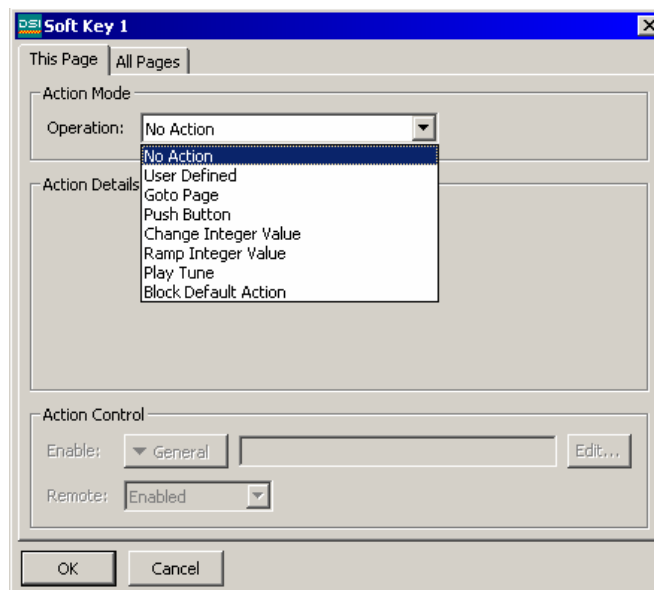 DSI Soft Key 1
This Page All Pages
Action Mode
Operation: No Action
No Action
User Defined
Action Details
Goto Page
Push Button
Change Integer Value
Ramp Integer Value
Play Tune
Block Default Action
Action Control
Enable: General Edit...
Remote: Enabled
OK Cancel